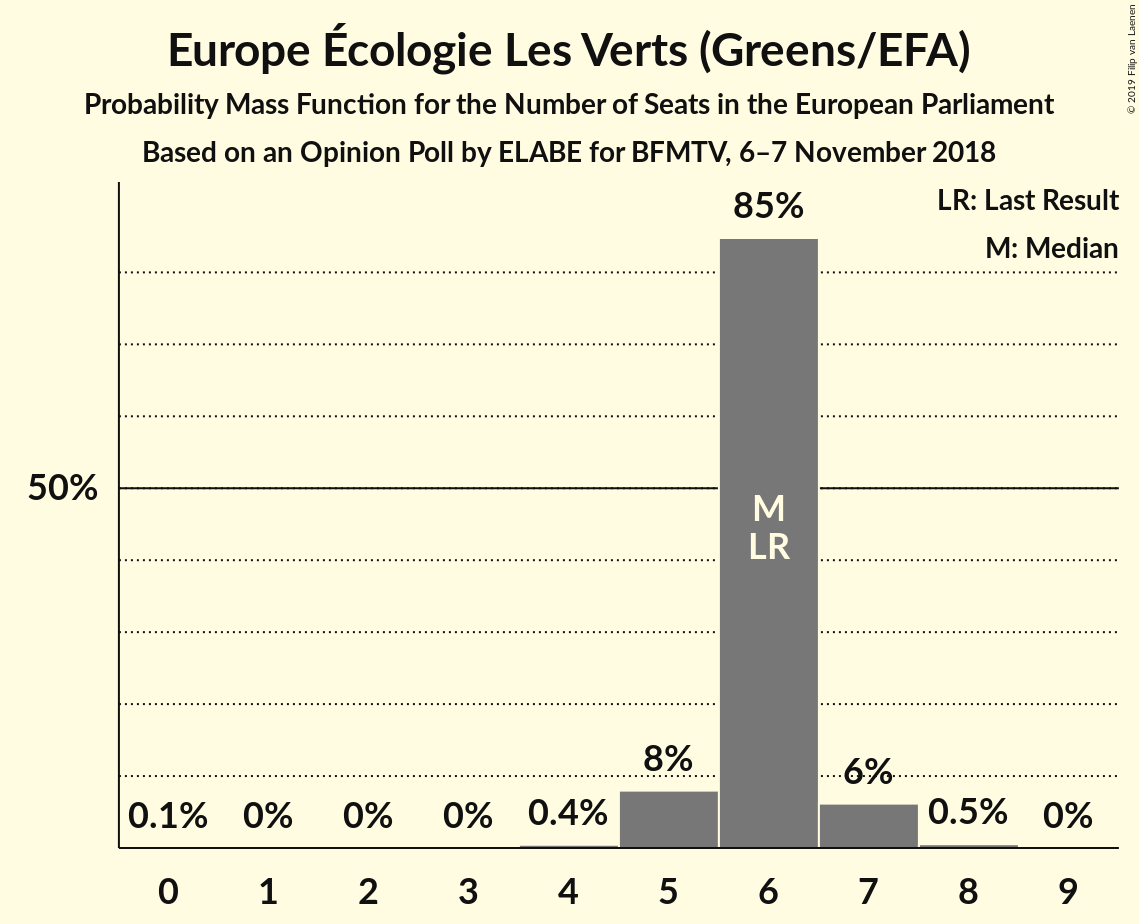 Europe Écologie Les Verts (Greens/EFA)
Probability Mass Function for the Number of Seats in the European Parliament
Based on an Opinion Poll by ELABE for BFMTV, 6–7 November 2018
© 2019 Filip van Laenen
LR: Last Result
M: Median
85%
50%
M
LR
8%
6%
0.1% 0% 0% 0% 0.4% 0.5% 0%
0 1 2 3 4 5 6 7 8 9